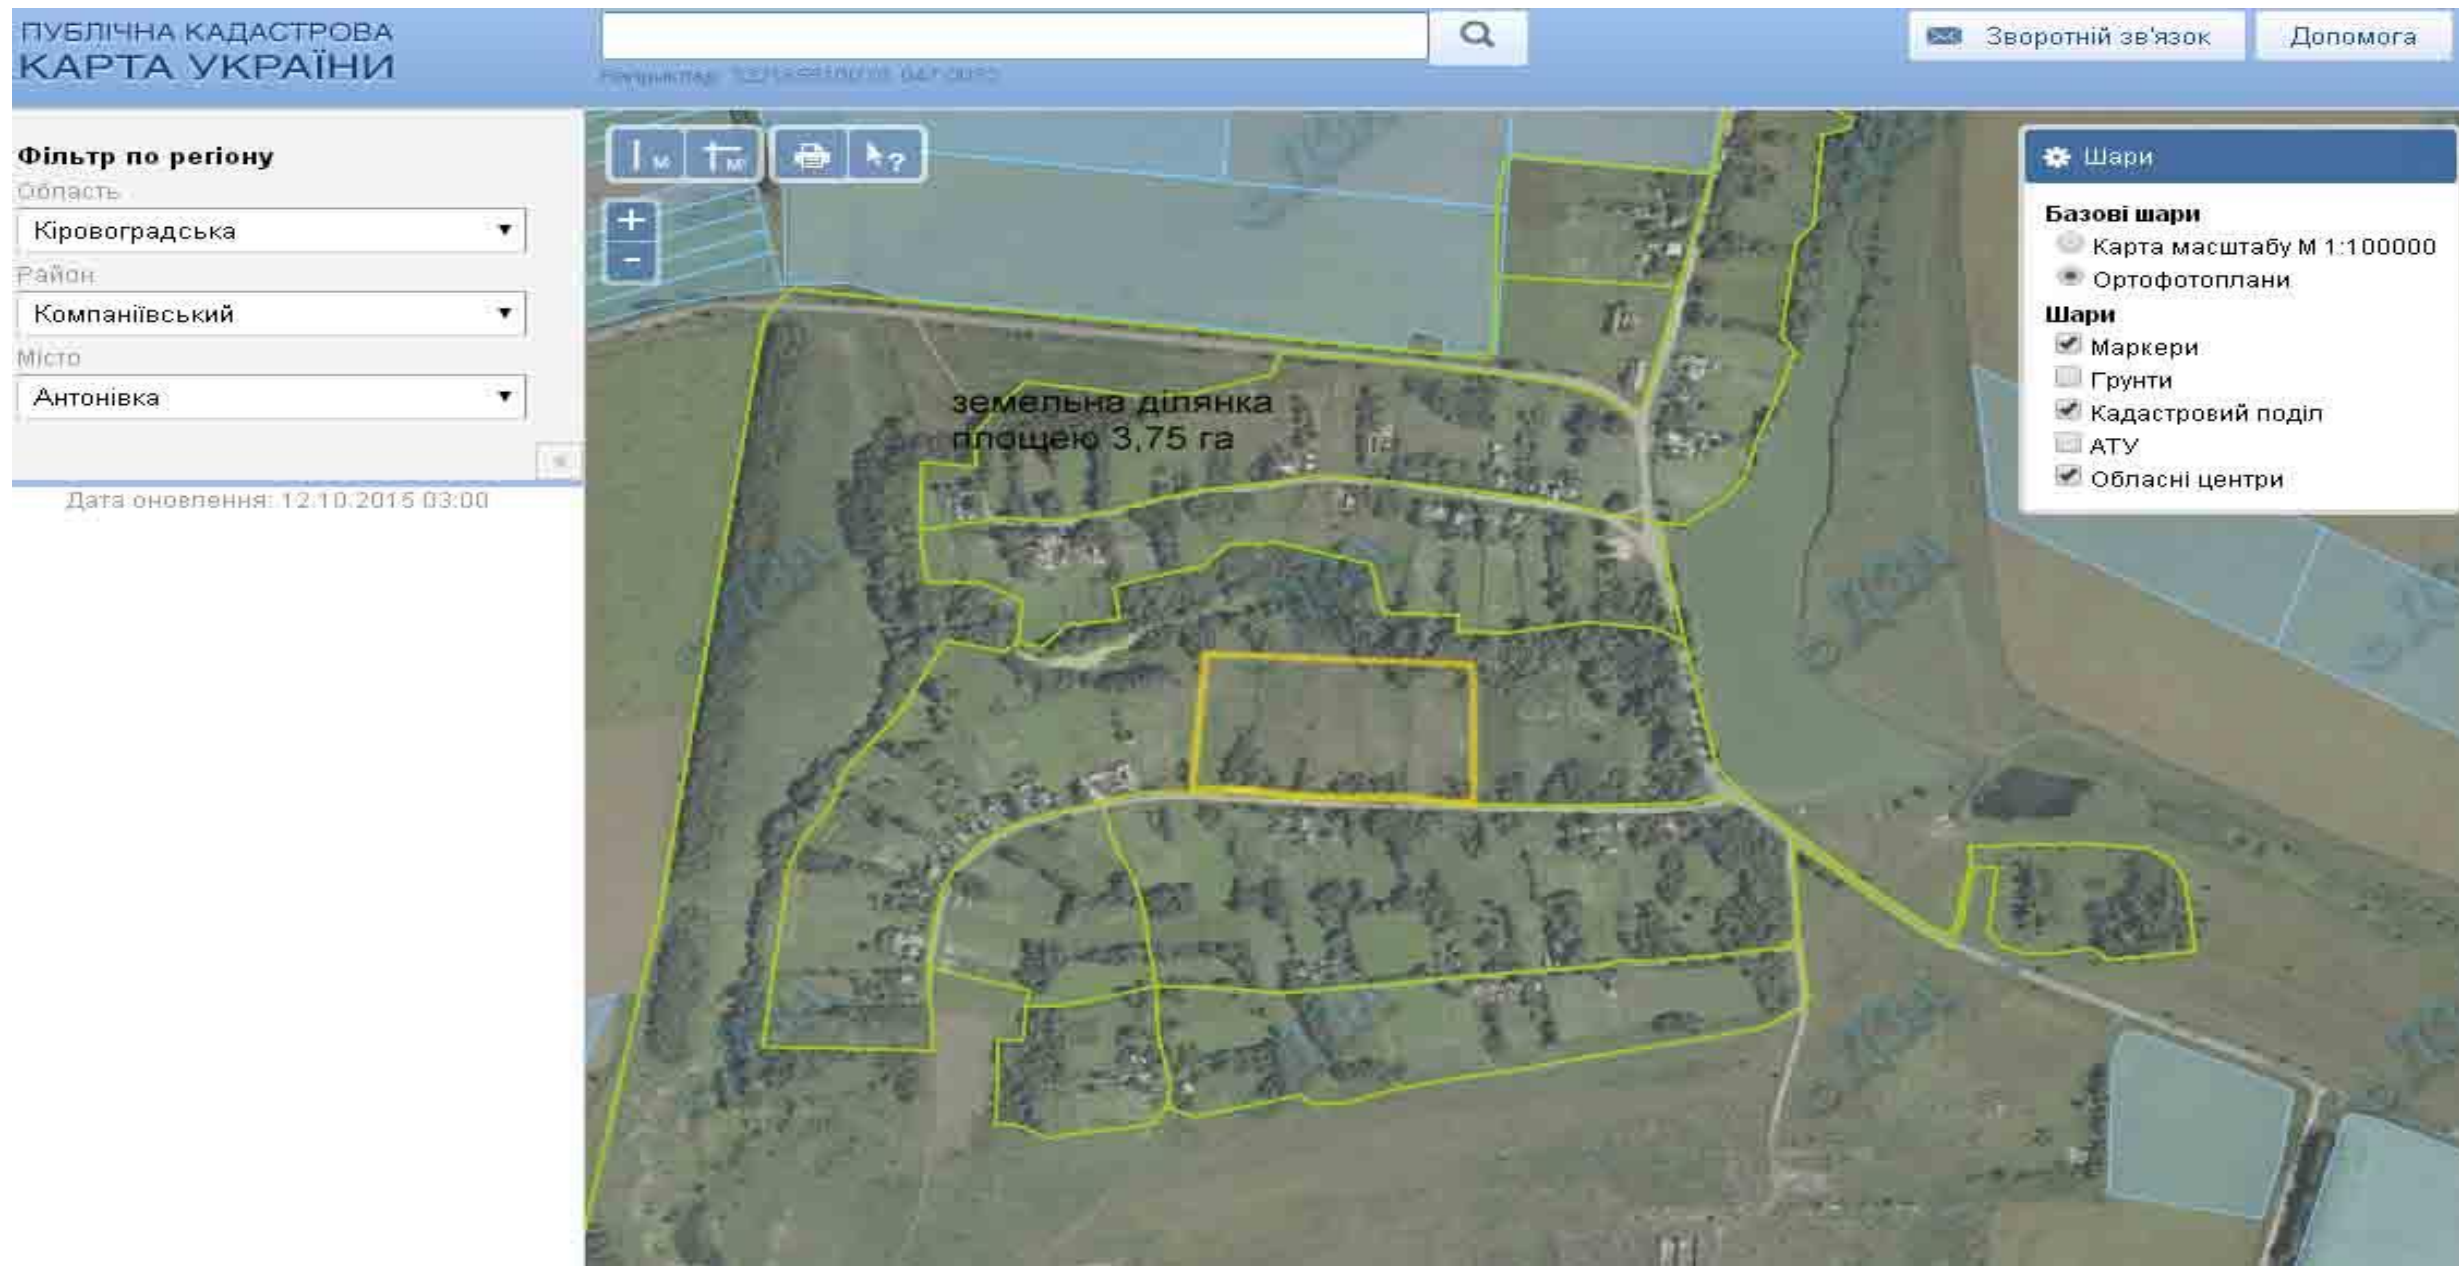 ПУБЛІЧНА КАДАСТРОВА
КАРТА УКРАЇНИ
Зворотній зв'язок
Допомога
Фільтр по регіону
Область
Кіровоградська
Район
Компаніївський
Місто
Антонівка
Дата оновлення: 12.10.2015 03:00
М
М²
?
+
-
земельна ділянка
площею 3,75 га
Шари
Базові шари
Карта масштабу М 1:100000
Ортофотоплани
Шари
Маркери
Грунти
Кадастровий поділ
АТУ
Обласні центри